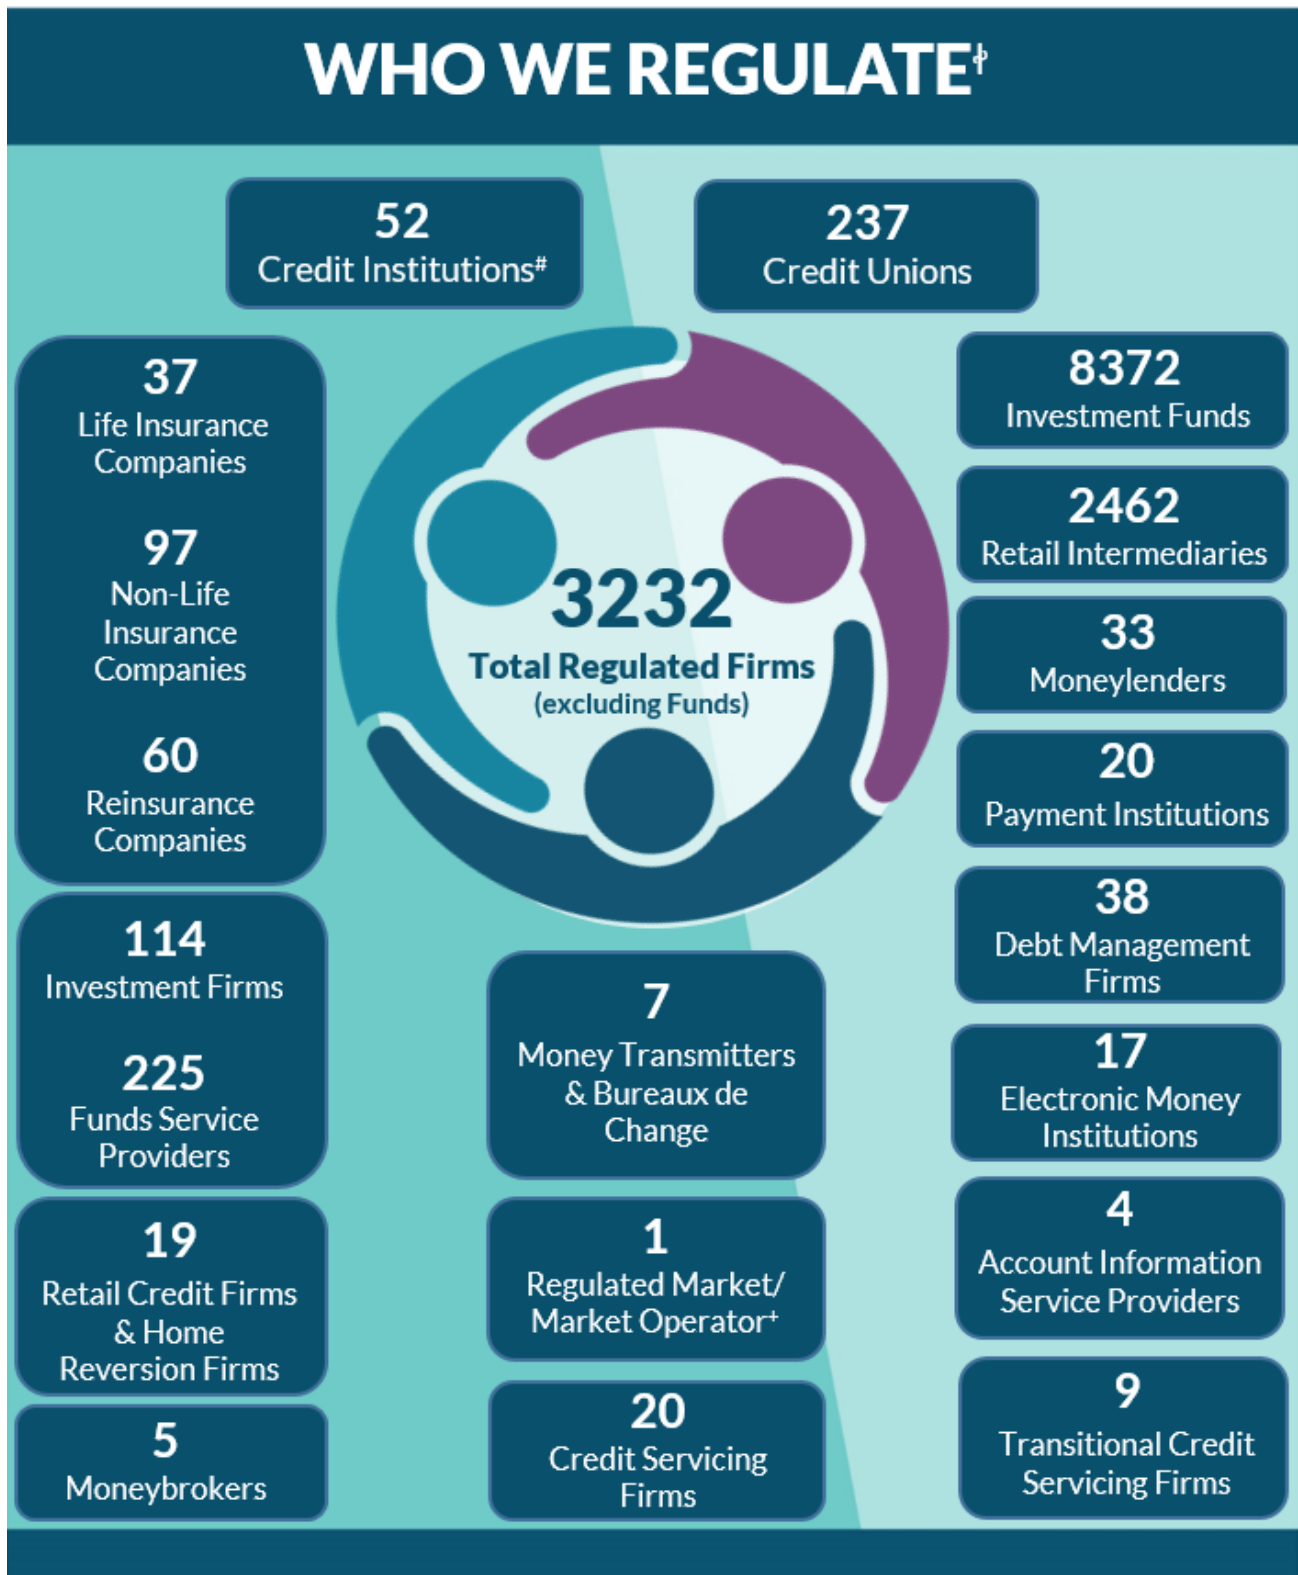 WHO WE REGULATE†
52
Credit Institutions#
237
Credit Unions
37
Life Insurance
Companies
97
Non-Life
Insurance
Companies
60
Reinsurance
Companies
114
Investment Firms
225
Funds Service
Providers
19
Retail Credit Firms
& Home
Reversion Firms
5
Moneybrokers
3232
Total Regulated Firms
(excluding Funds)
7
Money Transmitters
& Bureaux de
Change
1
Regulated Market/
Market Operator+
20
Credit Servicing
Firms
8372
Investment Funds
2462
Retail Intermediaries
33
Moneylenders
20
Payment Institutions
38
Debt Management
Firms
17
Electronic Money
Institutions
4
Account Information
Service Providers
9
Transitional Credit
Servicing Firms